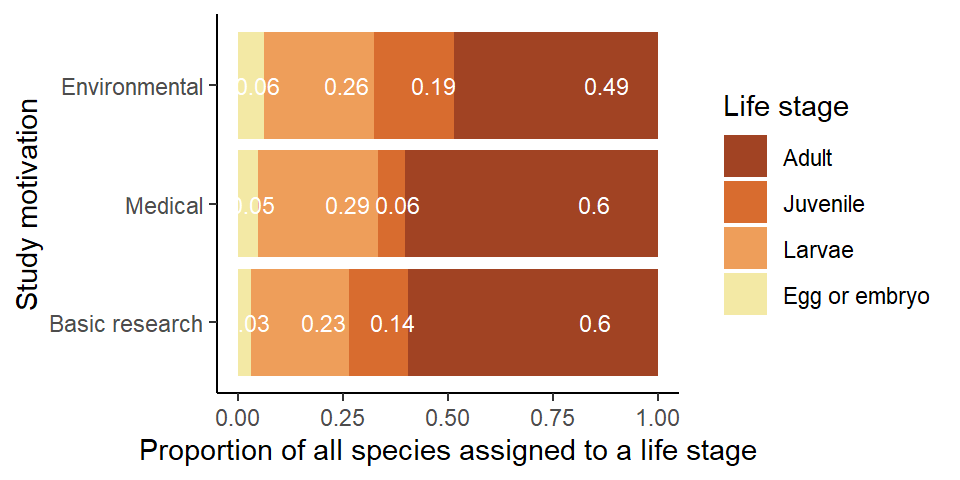 Environmental
0.06 0.26 0.19 0.49
Medical
0.05 0.29 0.06 0.6
Basic research
.03 0.23 0.14 0.6
0.00 0.25 0.50 0.75 1.00
Proportion of all species assigned to a life stage
Study motivation
Life stage
Adult
Juvenile
Larvae
Egg or embryo